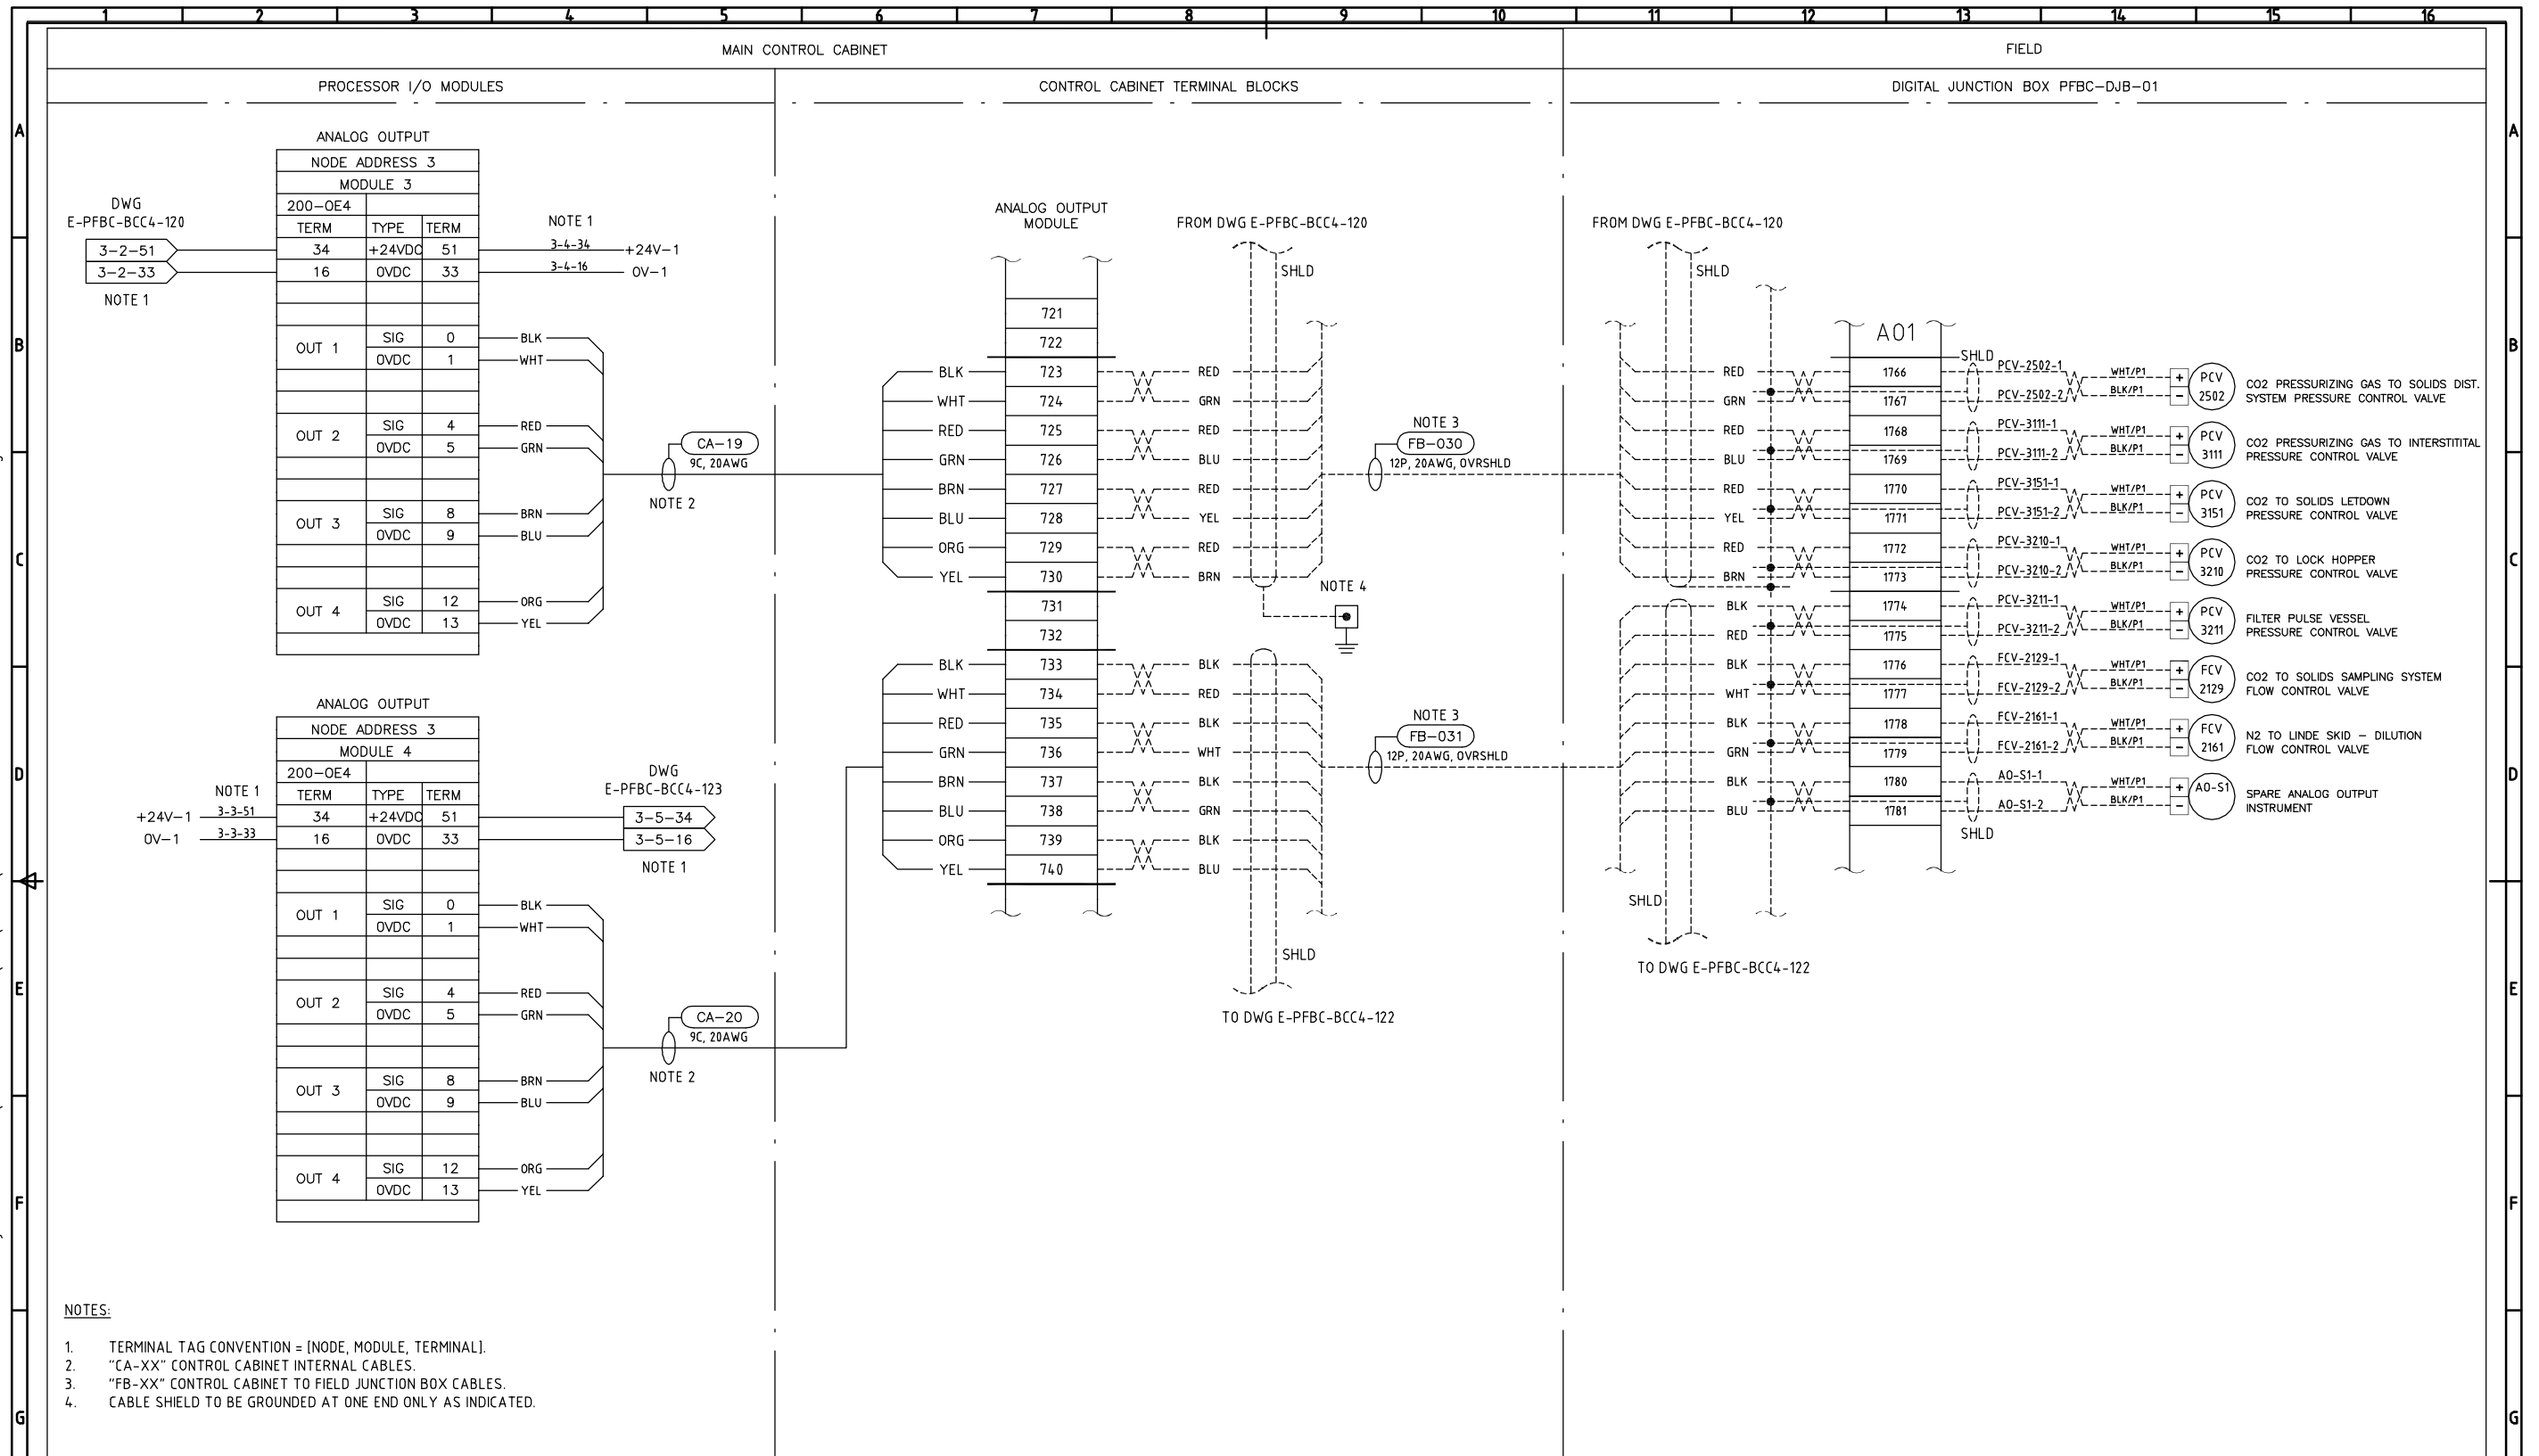 1 2 3 4 5 6 7 8 9 10 11 12 13 14 15 16
MAIN CONTROL CABINET
FIELD
PROCESSOR I/O MODULES
CONTROL CABINET TERMINAL BLOCKS
DIGITAL JUNCTION BOX PFBC-DJB-01
A
A
B
B
C
C
D
D
E
E
F
F
G
G
ANALOG OUTPUT
NODE ADDRESS 3
MODULE 3
200-OE4
TERM TYPE TERM
34 +24VDC 51
16 0VDC 33
OUT 1 SIG 0 BLK
0VDC 1 WHT
OUT 2 SIG 4 RED
0VDC 5 GRN
OUT 3 SIG 8 BRN
0VDC 9 BLU
OUT 4 SIG 12 ORG
0VDC 13 YEL
DWG
E-PFBC-BCC4-120
3-2-51
3-2-33
NOTE 1
NOTE 1
3-4-34 +24V-1
3-4-16 0V-1
CA-19
9C, 20AWG
NOTE 2
ANALOG OUTPUT
NODE ADDRESS 3
MODULE 4
200-OE4
TERM TYPE TERM
34 +24VDC 51
16 0VDC 33
OUT 1 SIG 0 BLK
0VDC 1 WHT
OUT 2 SIG 4 RED
0VDC 5 GRN
OUT 3 SIG 8 BRN
0VDC 9 BLU
OUT 4 SIG 12 ORG
0VDC 13 YEL
NOTE 1
+24V-1 3-3-51
0V-1 3-3-33
DWG
E-PFBC-BCC4-123
3-5-34
3-5-16
NOTE 1
CA-20
9C, 20AWG
NOTE 2
ANALOG OUTPUT
MODULE
721
722
BLK 723 RED
WHT 724 GRN
RED 725 RED
GRN 726 BLU
BRN 727 RED
BLU 728 YEL
ORG 729 RED
YEL 730 BRN
731
732
BLK 733 BLK
WHT 734 RED
RED 735 BLK
GRN 736 WHT
BRN 737 BLK
BLU 738 GRN
ORG 739 BLK
YEL 740 BLU
FROM DWG E-PFBC-BCC4-120
SHLD
NOTE 3
FB-030
12P, 20AWG, OVRSHLD
NOTE 4
NOTE 3
FB-031
12P, 20AWG, OVRSHLD
SHLD
TO DWG E-PFBC-BCC4-122
FROM DWG E-PFBC-BCC4-120
SHLD
A01
SHLD
RED 1766 PCV-2502-1 WHT/P1 + PCV
GRN 1767 PCV-2502-2 BLK/P1 - 2502
CO2 PRESSURIZING GAS TO SOLIDS DIST.
SYSTEM PRESSURE CONTROL VALVE
RED 1768 PCV-3111-1 WHT/P1 + PCV
BLU 1769 PCV-3111-2 BLK/P1 - 3111
CO2 PRESSURIZING GAS TO INTERSTITITAL
PRESSURE CONTROL VALVE
RED 1770 PCV-3151-1 WHT/P1 + PCV
YEL 1771 PCV-3151-2 BLK/P1 - 3151
CO2 TO SOLIDS LETDOWN
PRESSURE CONTROL VALVE
RED 1772 PCV-3210-1 WHT/P1 + PCV
BRN 1773 PCV-3210-2 BLK/P1 - 3210
CO2 TO LOCK HOPPER
PRESSURE CONTROL VALVE
BLK 1774 PCV-3211-1 WHT/P1 + PCV
RED 1775 PCV-3211-2 BLK/P1 - 3211
FILTER PULSE VESSEL
PRESSURE CONTROL VALVE
BLK 1776 FCV-2129-1 WHT/P1 + FCV
WHT 1777 FCV-2129-2 BLK/P1 - 2129
CO2 TO SOLIDS SAMPLING SYSTEM
FLOW CONTROL VALVE
BLK 1778 FCV-2161-1 WHT/P1 + FCV
GRN 1779 FCV-2161-2 BLK/P1 - 2161
N2 TO LINDE SKID - DILUTION
FLOW CONTROL VALVE
BLK 1780 AO-S1-1 WHT/P1 + AO-S1
BLU 1781 AO-S1-2 BLK/P1 -
SPARE ANALOG OUTPUT
INSTRUMENT
SHLD
SHLD
TO DWG E-PFBC-BCC4-122
NOTES:
1. TERMINAL TAG CONVENTION = [NODE, MODULE, TERMINAL].
2. "CA-XX" CONTROL CABINET INTERNAL CABLES.
3. "FB-XX" CONTROL CABINET TO FIELD JUNCTION BOX CABLES.
4. CABLE SHIELD TO BE GROUNDED AT ONE END ONLY AS INDICATED.